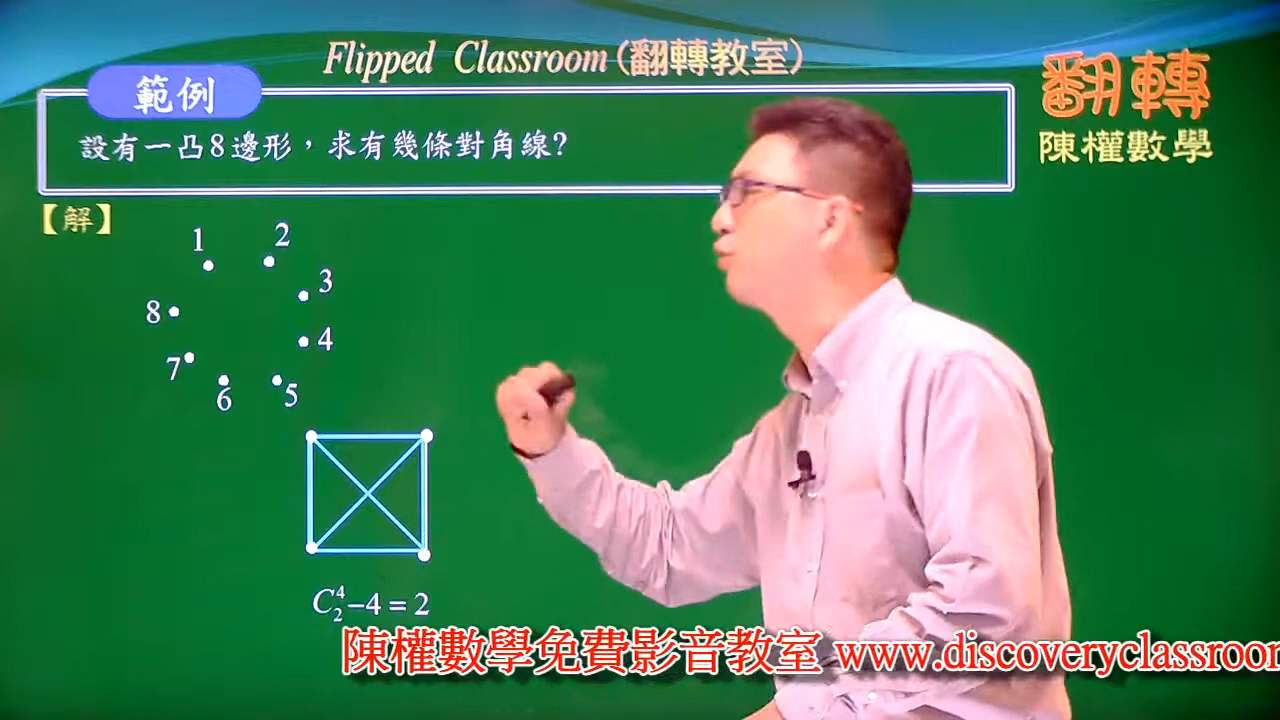 Flipped Classroom(翻轉教室)
翻轉
陳權數學
範例
設有一凸8邊形，求有幾條對角線?
【解】
1
2
3
8
4
7
6
5
C₂⁴−4=2
陳權數學免費影音教室 www.discoveryclassroom